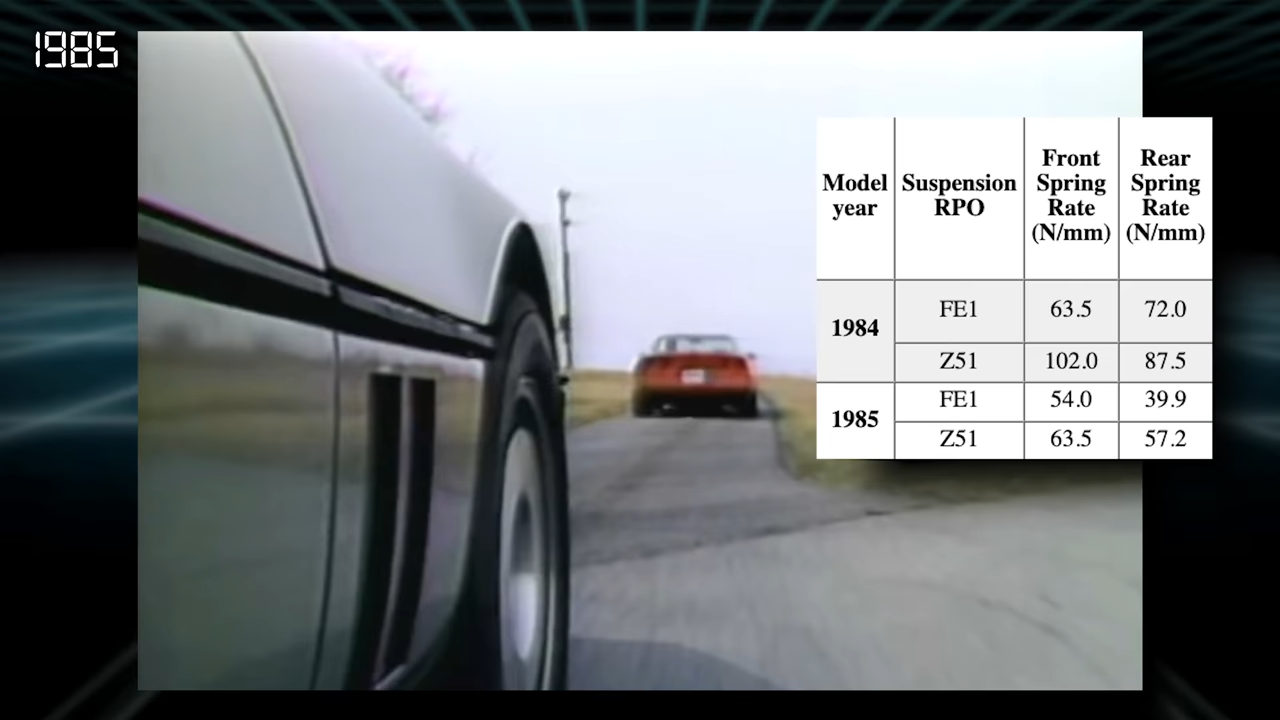 1985
Model year
Suspension RPO
Front Spring Rate (N/mm)
Rear Spring Rate (N/mm)
1984
FE1 63.5 72.0
Z51 102.0 87.5
1985
FE1 54.0 39.9
Z51 63.5 57.2